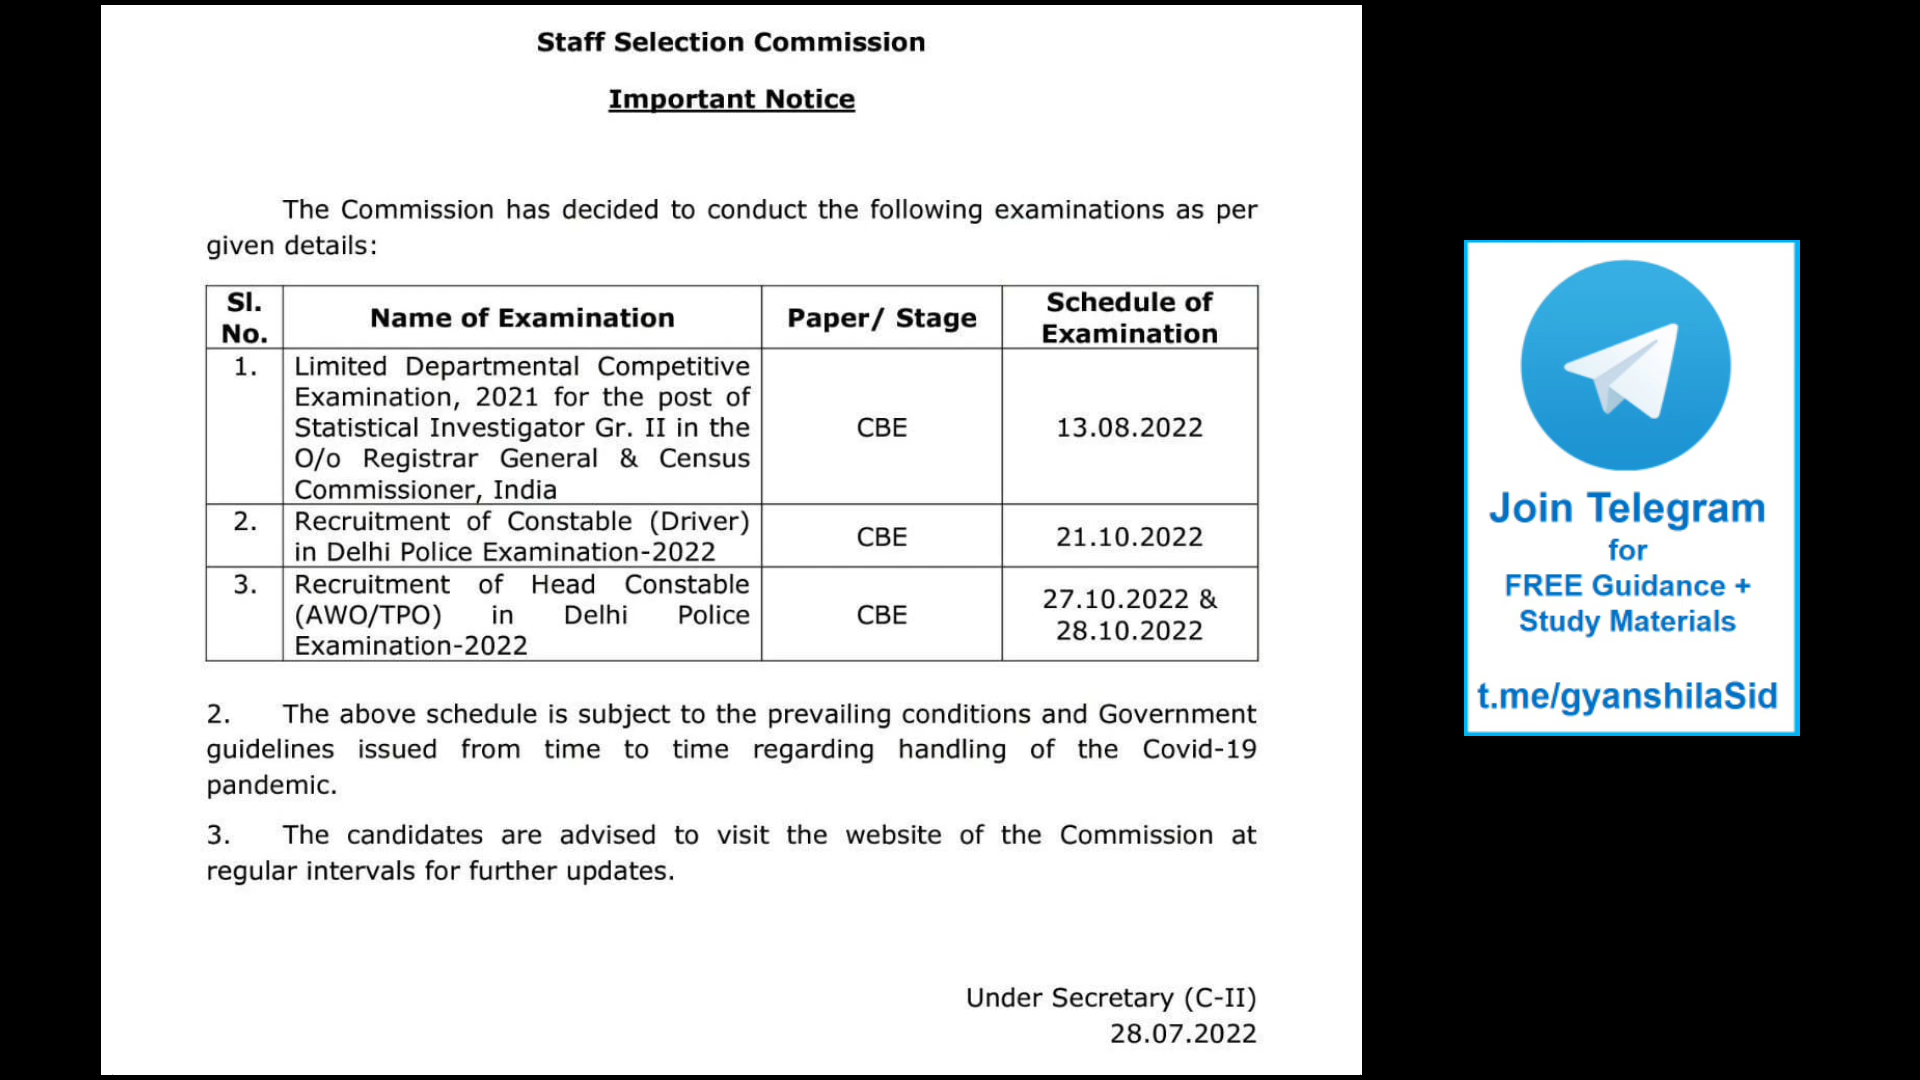 Staff Selection Commission
Important Notice
The Commission has decided to conduct the following examinations as per
given details:
Sl.
No.
Name of Examination
Paper/ Stage
Schedule of
Examination
1.
Limited Departmental Competitive
Examination, 2021 for the post of
Statistical Investigator Gr. II in the
O/o Registrar General & Census
Commissioner, India
CBE
13.08.2022
2.
Recruitment of Constable (Driver)
in Delhi Police Examination-2022
CBE
21.10.2022
3.
Recruitment of Head Constable
(AWO/TPO) in Delhi Police
Examination-2022
CBE
27.10.2022 &
28.10.2022
2. The above schedule is subject to the prevailing conditions and Government
guidelines issued from time to time regarding handling of the Covid-19
pandemic.
3. The candidates are advised to visit the website of the Commission at
regular intervals for further updates.
Under Secretary (C-II)
28.07.2022
Join Telegram
for
FREE Guidance +
Study Materials
t.me/gyanshilaSid